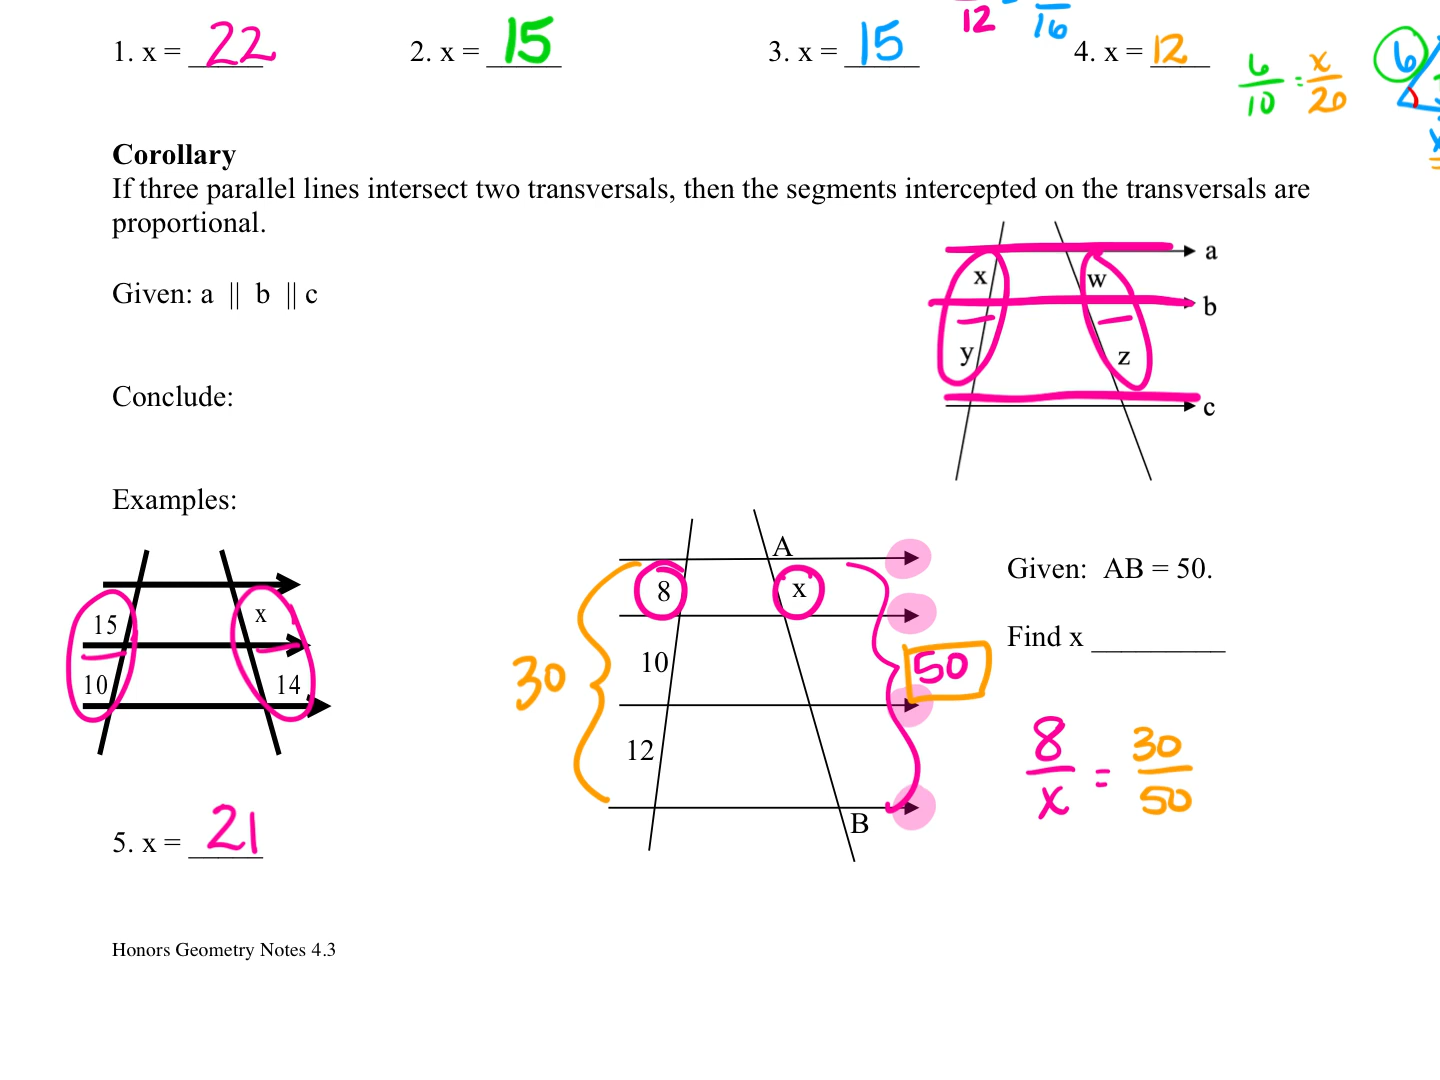 12 = 16
1. x = 22 2. x = 15 3. x = 15 4. x = 12
6/10 = x/20
6
x
=
Corollary
If three parallel lines intersect two transversals, then the segments intercepted on the transversals are
proportional.
a
x w
b
Given: a || b || c
y z
Conclude:
c
Examples:
A
8 x
Given: AB = 50.
15 x
Find x _________
10 14
30 10 50
12
8/x = 30/50
B
5. x = 21
Honors Geometry Notes 4.3